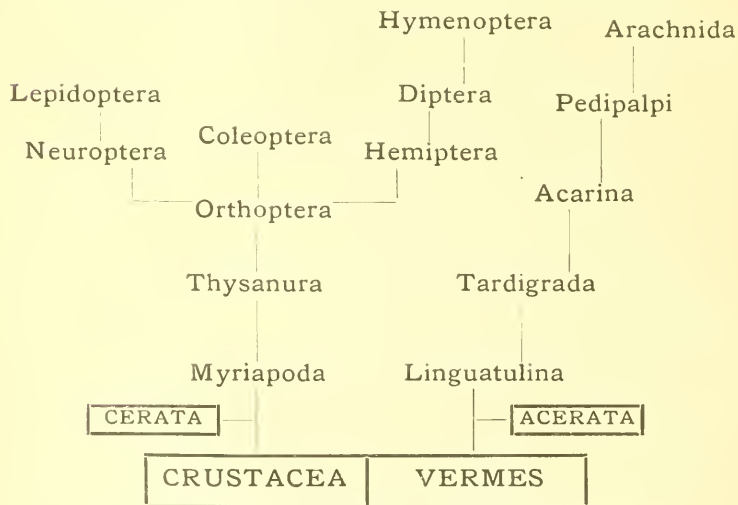 Hymenoptera Arachnida
Lepidoptera Diptera Pedipalpi
Coleoptera
Neuroptera Hemiptera
Orthoptera Acarina
Thysanura Tardigrada
Myriapoda Linguatulina
CERATA ACERATA
CRUSTACEA VERMES